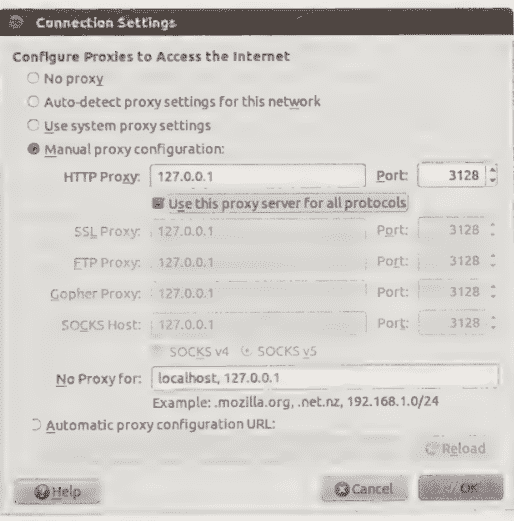 Connection Settings
Configure Proxies to Access the Internet
No proxy
Auto-detect proxy settings for this network
Use system proxy settings
Manual proxy configuration:
HTTP Proxy: 127.0.0.1 Port: 3128
Use this proxy server for all protocols
SSL Proxy: 127.0.0.1 Port: 3128
FTP Proxy: 127.0.0.1 Port: 3128
Gopher Proxy: 127.0.0.1 Port: 3128
SOCKS Host: 127.0.0.1 Port: 3128
SOCKS v4 SOCKS v5
No Proxy for: localhost, 127.0.0.1
Example: .mozilla.org, .net.nz, 192.168.1.0/24
Automatic proxy configuration URL:
Reload
Help Cancel OK